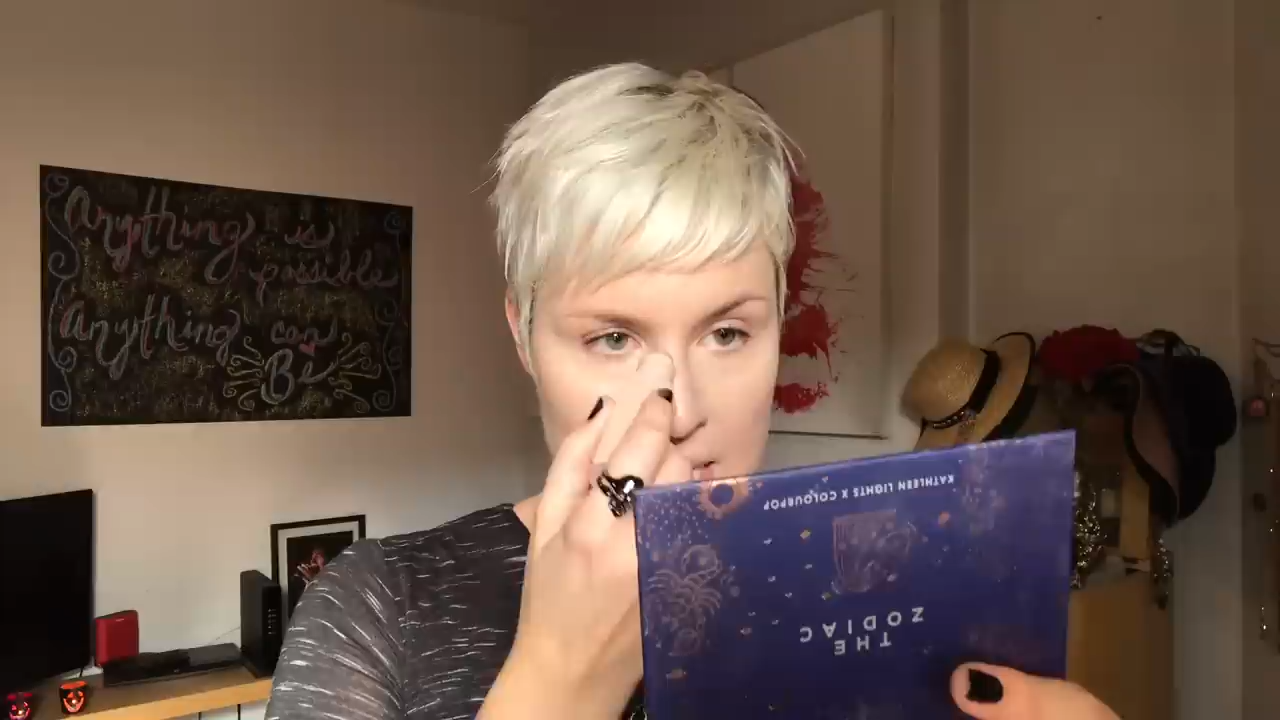 Anything is
possible
Anything can
Be
KATHLEEN LIGHTS X COLOURPOP
THE
ZODIAC